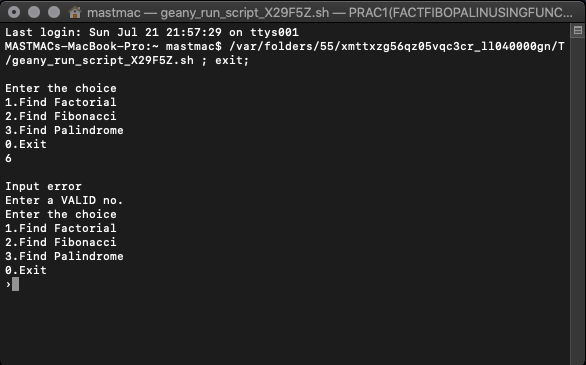 mastmac — geany_run_script_X29F5Z.sh — PRAC1(FACTFIBOPALINUSINGFUNC...
Last login: Sun Jul 21 21:57:29 on ttys001
MASTMACs-MacBook-Pro:~ mastmac$ /var/folders/55/xmttxzg56qz05vqc3cr_ll040000gn/T
/geany_run_script_X29F5Z.sh ; exit;
Enter the choice
1.Find Factorial
2.Find Fibonacci
3.Find Palindrome
0.Exit
6
Input error
Enter a VALID no.
Enter the choice
1.Find Factorial
2.Find Fibonacci
3.Find Palindrome
0.Exit
›